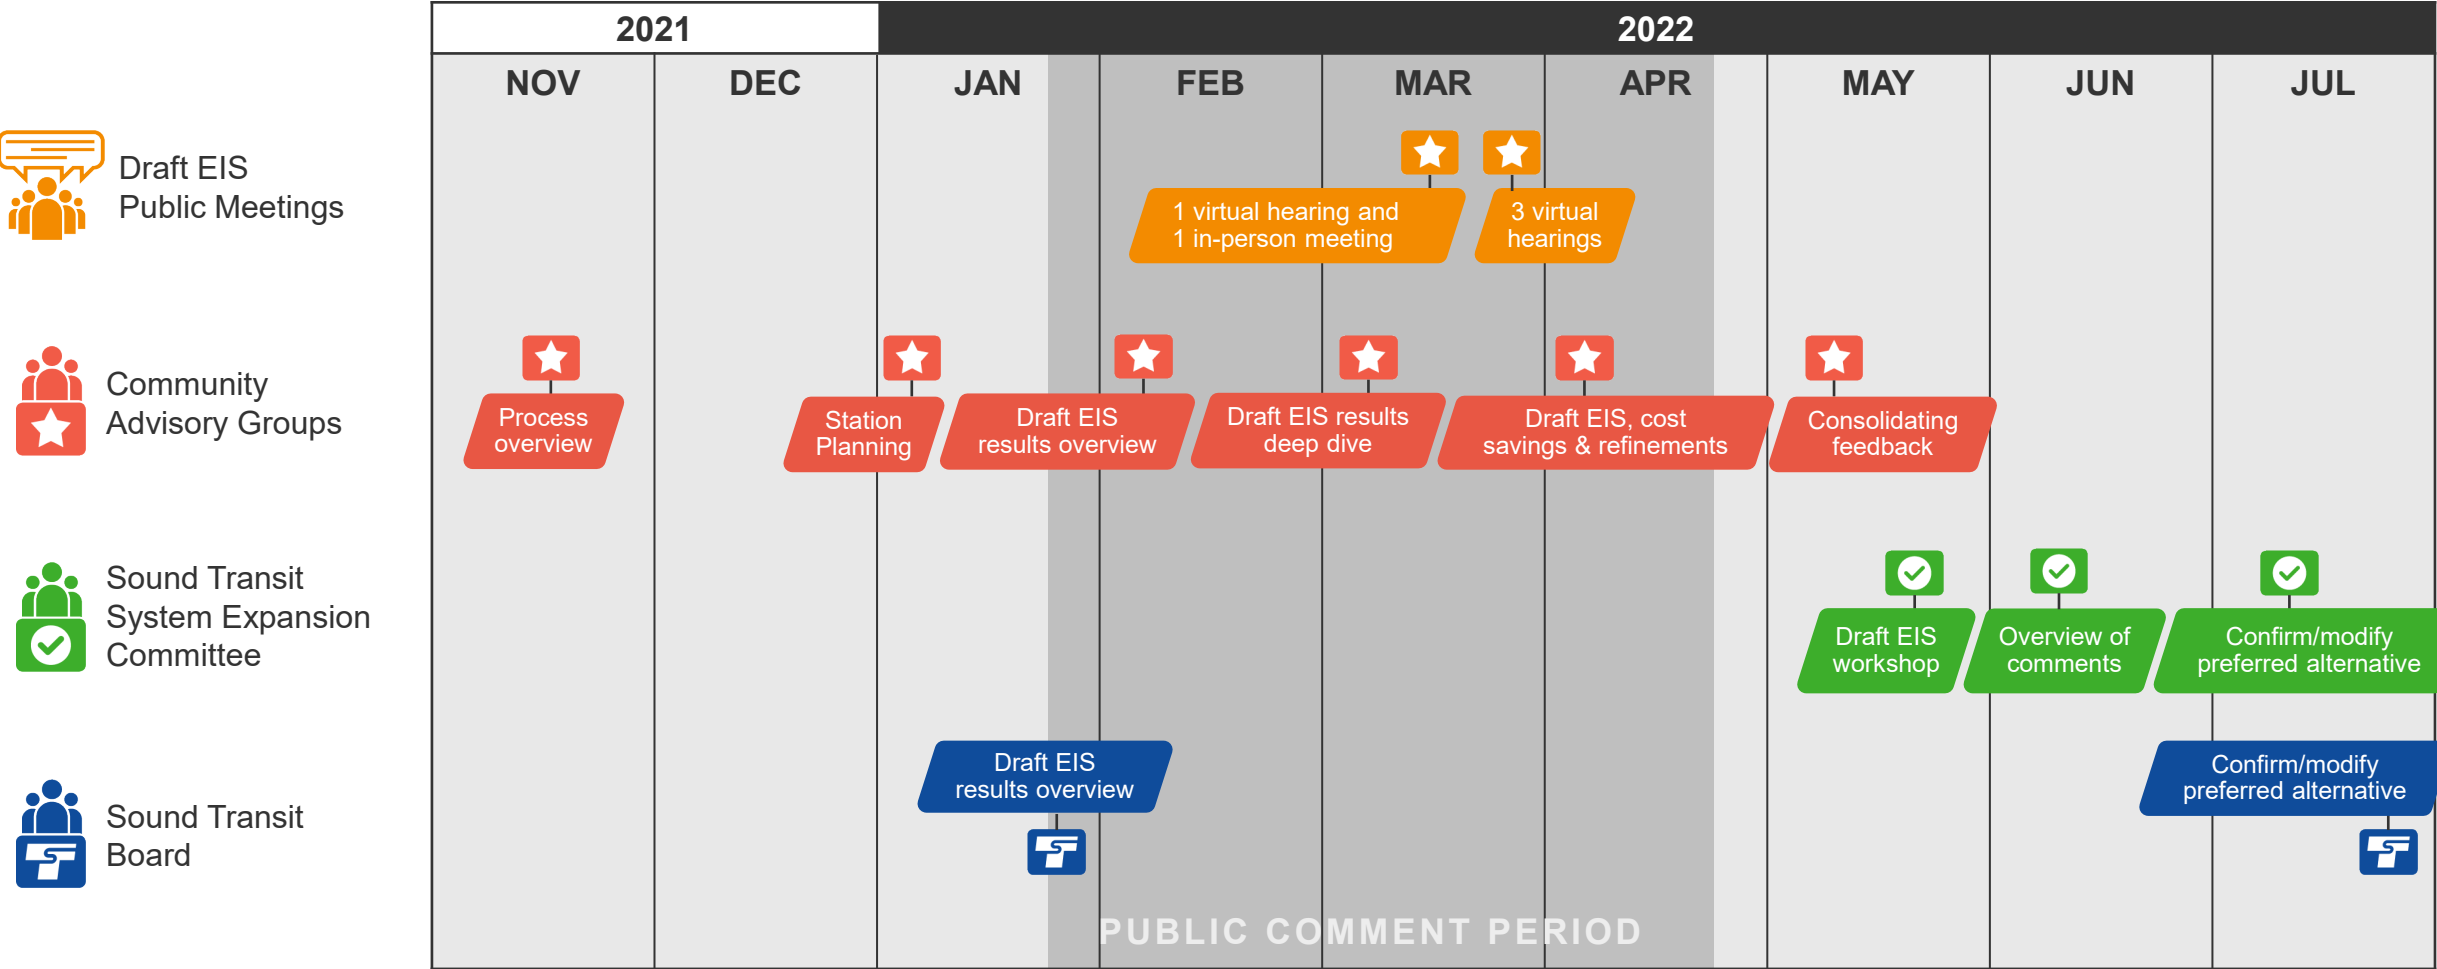 2021
2022
NOV
DEC
JAN
FEB
MAR
APR
MAY
JUN
JUL
Draft EIS
Public Meetings
1 virtual hearing and
1 in-person meeting
3 virtual
hearings
Community
Advisory Groups
Process
overview
Station
Planning
Draft EIS
results overview
Draft EIS results
deep dive
Draft EIS, cost
savings & refinements
Consolidating
feedback
Sound Transit
System Expansion
Committee
Draft EIS
workshop
Overview of
comments
Confirm/modify
preferred alternative
Sound Transit
Board
Draft EIS
results overview
Confirm/modify
preferred alternative
PUBLIC COMMENT PERIOD